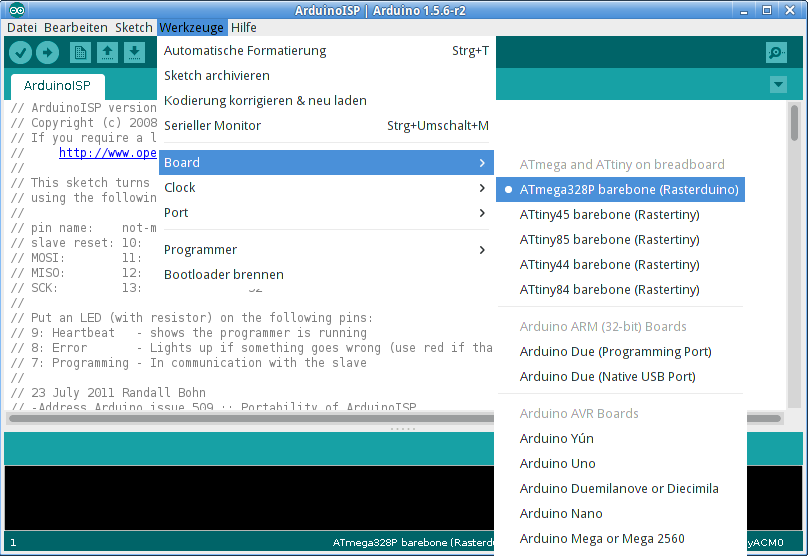 ArduinoISP | Arduino 1.5.6-r2
Datei Bearbeiten Sketch Werkzeuge Hilfe
Automatische Formatierung Strg+T
Sketch archivieren
Kodierung korrigieren & neu laden
Serieller Monitor Strg+Umschalt+M
Board
Clock
Port
Programmer
Bootloader brennen
ATmega and ATtiny on breadboard
ATmega328P barebone (Rasterduino)
ATtiny45 barebone (Rastertiny)
ATtiny85 barebone (Rastertiny)
ATtiny44 barebone (Rastertiny)
ATtiny84 barebone (Rastertiny)
Arduino ARM (32-bit) Boards
Arduino Due (Programming Port)
Arduino Due (Native USB Port)
Arduino AVR Boards
Arduino Yún
Arduino Uno
Arduino Duemilanove or Diecimila
Arduino Nano
Arduino Mega or Mega 2560
ArduinoISP
// ArduinoISP version
// Copyright (c) 2008
// If you require a l
// http://www.ope
//
// This sketch turns
// using the followin
//
// pin name: not-m
// slave reset: 10:
// MOSI: 11:
// MISO: 12:
// SCK: 13:
//
// Put an LED (with resistor) on the following pins:
// 9: Heartbeat - shows the programmer is running
// 8: Error - Lights up if something goes wrong (use red if tha
// 7: Programming - In communication with the slave
//
// 23 July 2011 Randall Bohn
// -Address Arduino issue 509 :: Portability of ArduinoISP
1 ATmega328P barebone (Rasterdu yACM0